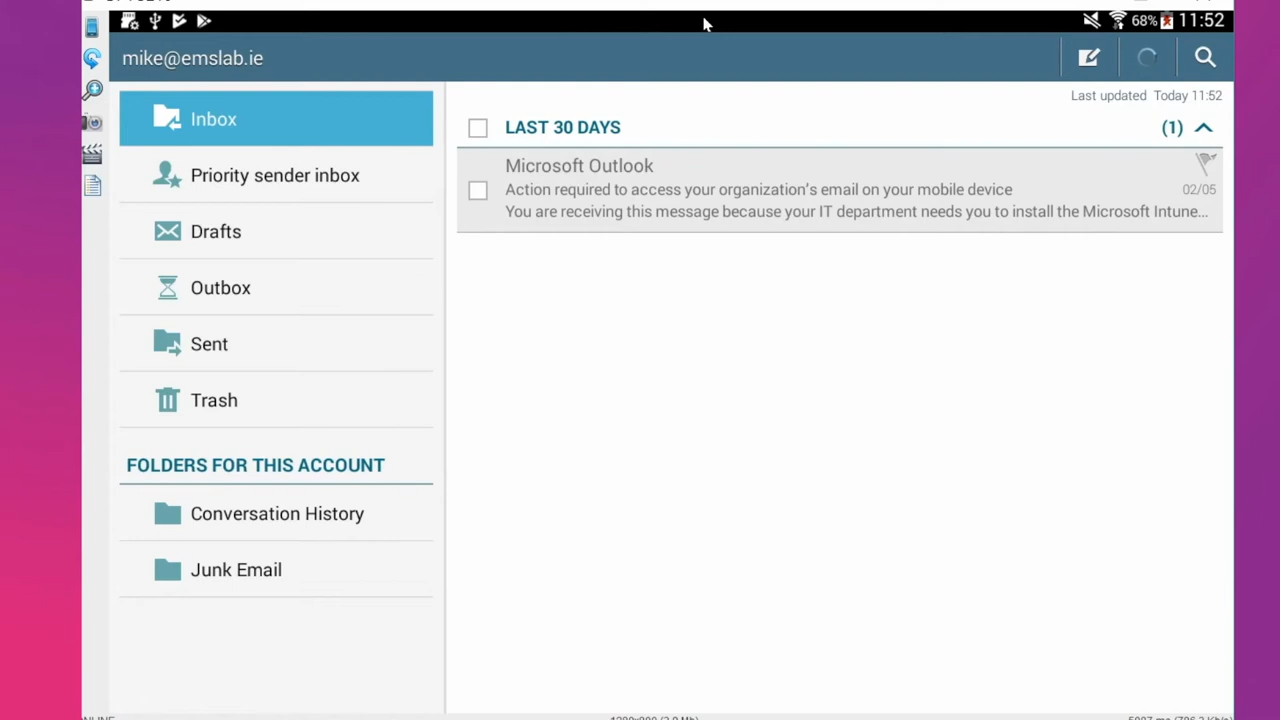 68% 11:52
mike@emslab.ie
Last updated Today 11:52
Inbox
Priority sender inbox
Drafts
Outbox
Sent
Trash
FOLDERS FOR THIS ACCOUNT
Conversation History
Junk Email
LAST 30 DAYS (1)
Microsoft Outlook
Action required to access your organization's email on your mobile device 02/05
You are receiving this message because your IT department needs you to install the Microsoft Intune...